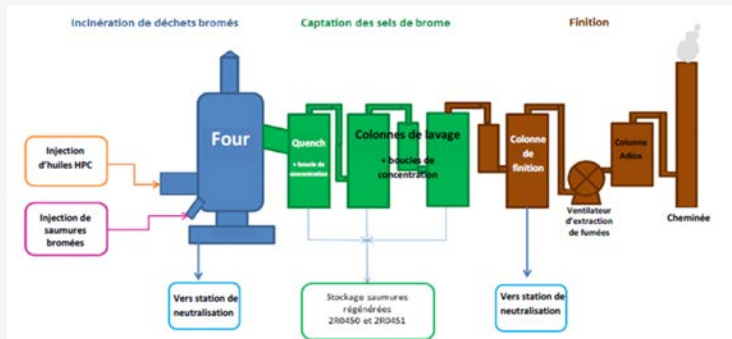 Incinération de déchets bromés
Captation des sels de brome
Finition
Four
Injection
d'huiles HPC
Injection de
saumures
bromées
Quench
+ boucle de
concentration
Colonnes de lavage
+ boucles de
concentration
Colonne
de
finition
Colonne
Adiox
Ventilateur
d'extraction
de fumées
Cheminée
Vers station de
neutralisation
Stockage saumures
régénérées
2R0450 et 2R0451
Vers station de
neutralisation